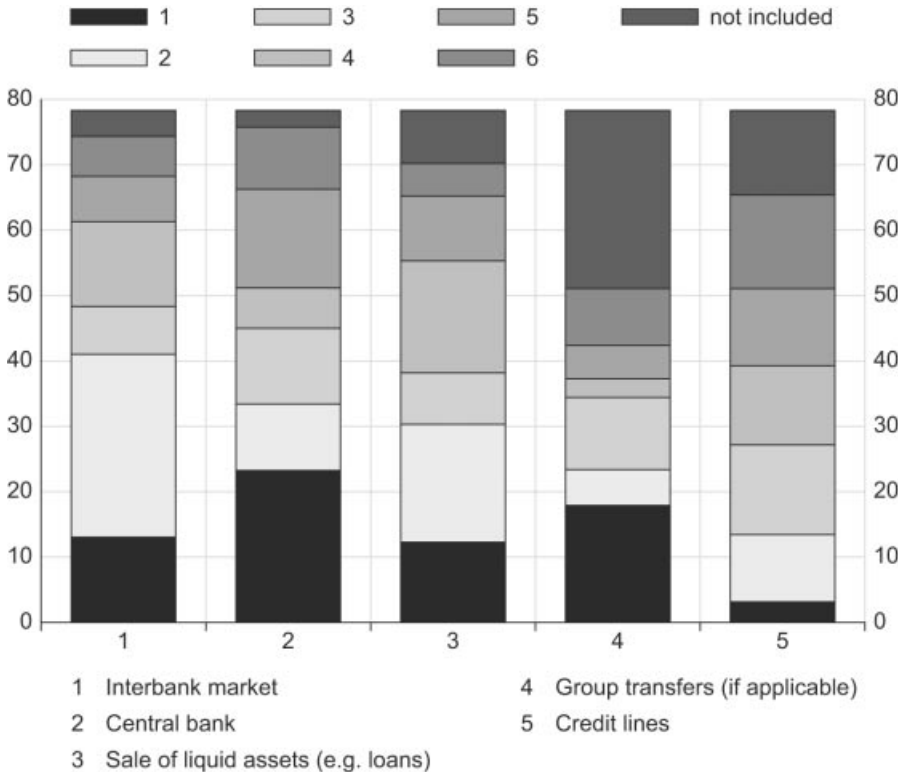 1 3 5 not included
2 4 6
80 80
70 70
60 60
50 50
40 40
30 30
20 20
10 10
0 0
1 2 3 4 5
1 Interbank market 4 Group transfers (if applicable)
2 Central bank 5 Credit lines
3 Sale of liquid assets (e.g. loans)